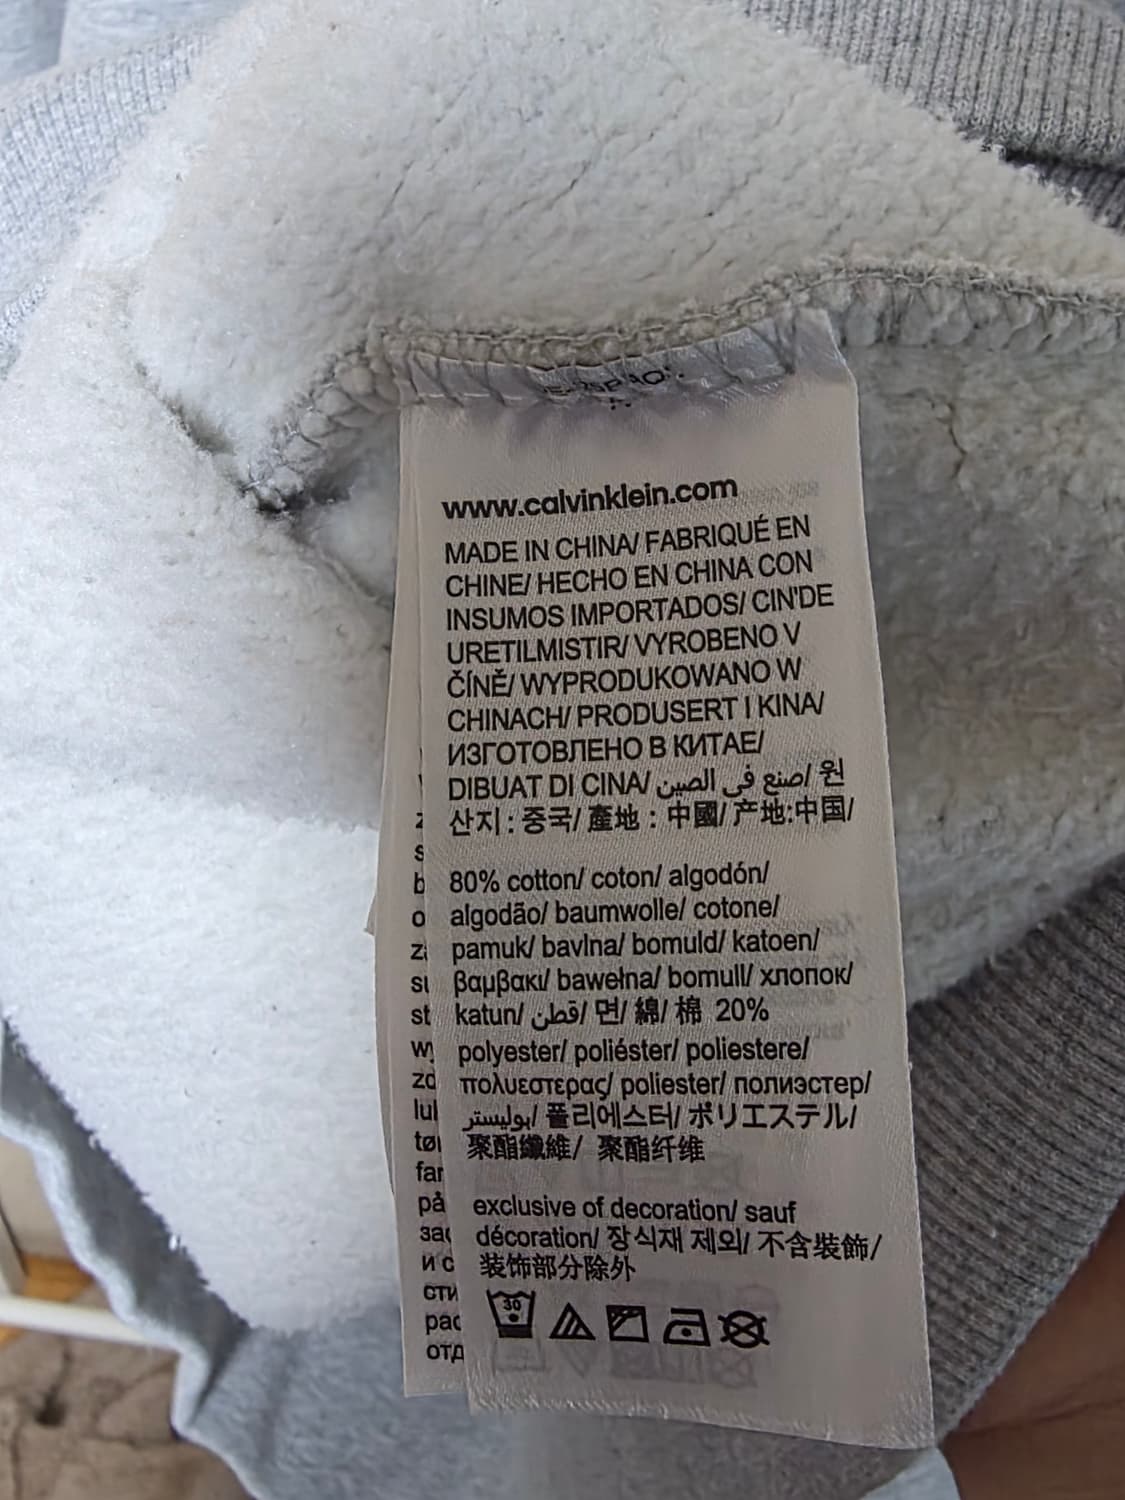 www.calvinklein.com
MADE IN CHINA/ FABRIQUÉ EN
CHINE/ HECHO EN CHINA CON
INSUMOS IMPORTADOS/ CIN'DE
URETILMISTIR/ VYROBENO V
ČÍNĚ/ WYPRODUKOWANO W
CHINACH/ PRODUSERT I KINA/
ИЗГОТОВЛЕНО В КИТАЕ/
DIBUAT DI CINA/ صنع في الصين/ 원
산지 : 중국/ 產地 : 中國/ 产地:中国/
80% cotton/ coton/ algodón/
algodão/ baumwolle/ cotone/
pamuk/ bavlna/ bomuld/ katoen/
βαμβακι/ bawełna/ bomull/ хлопок/
katun/ قطن/ 면/ 綿/ 棉 20%
polyester/ poliéster/ poliestere/
πολυεστερας/ poliester/ полиэстер/
بوليستر/ 폴리에스터/ ポリエステル/
聚酯纖維/ 聚酯纤维
exclusive of decoration/ sauf
décoration/ 장식재 제외/ 不含裝飾/
装饰部分除外
30